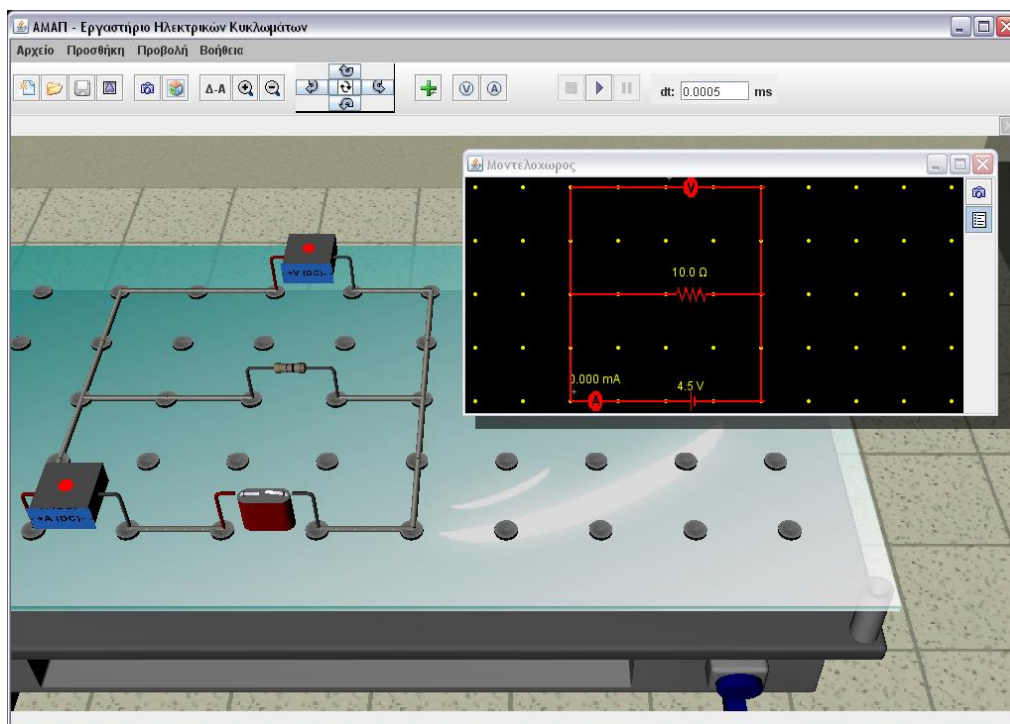 ΑΜΑΠ - Εργαστήριο Ηλεκτρικών Κυκλωμάτων
Αρχείο Προσθήκη Προβολή Βοήθεια
Δ-Α V A dt: 0.0005 ms
Μοντελοχώρος
V
10.0 Ω
0.000 mA
4.5 V
A
+V (DC)-
+A (DC)-